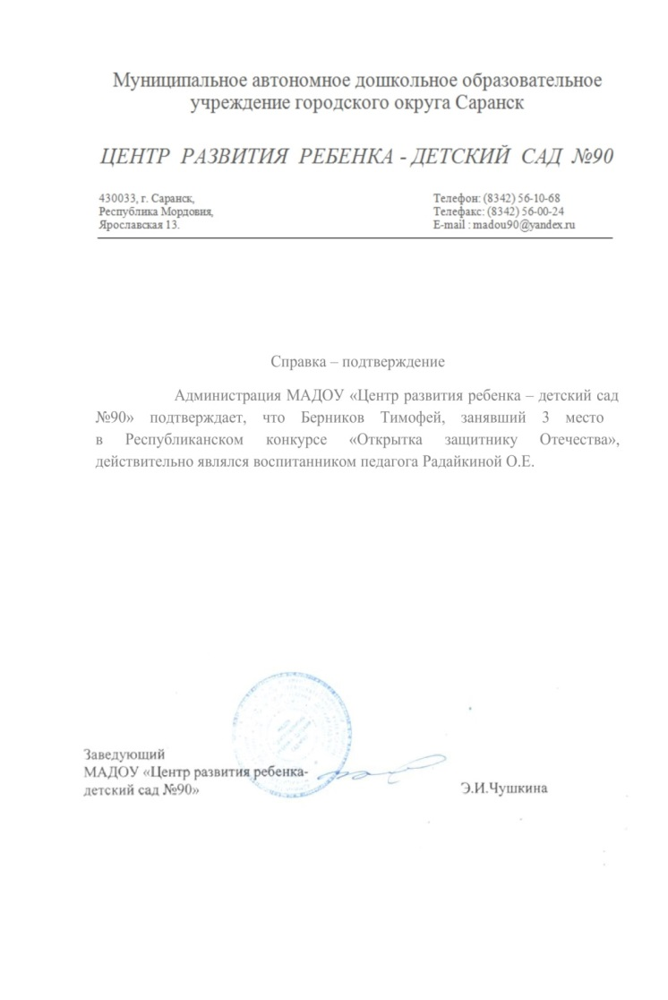 Муниципальное автономное дошкольное образовательное
учреждение городского округа Саранск
ЦЕНТР РАЗВИТИЯ РЕБЕНКА - ДЕТСКИЙ САД №90
430033, г. Саранск,
Республика Мордовия,
Ярославская 13.
Телефон: (8342) 56-10-68
Телефакс: (8342) 56-00-24
E-mail : madou90@yandex.ru
Справка – подтверждение
Администрация МАДОУ «Центр развития ребенка – детский сад
№90» подтверждает, что Берников Тимофей, занявший 3 место
в Республиканском конкурсе «Открытка защитнику Отечества»,
действительно являлся воспитанником педагога Радайкиной О.Е.
Заведующий
МАДОУ «Центр развития ребенка-
детский сад №90»
Э.И.Чушкина